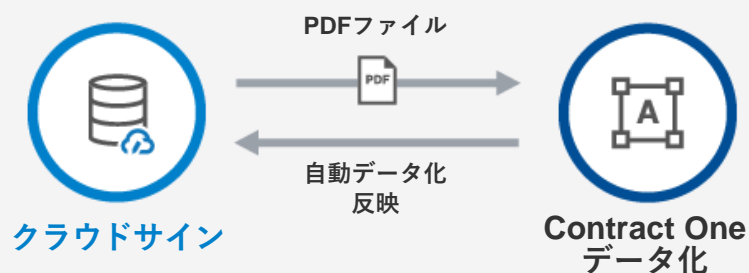 PDFファイル
PDF
自動データ化
反映
クラウドサイン
A
Contract One
データ化